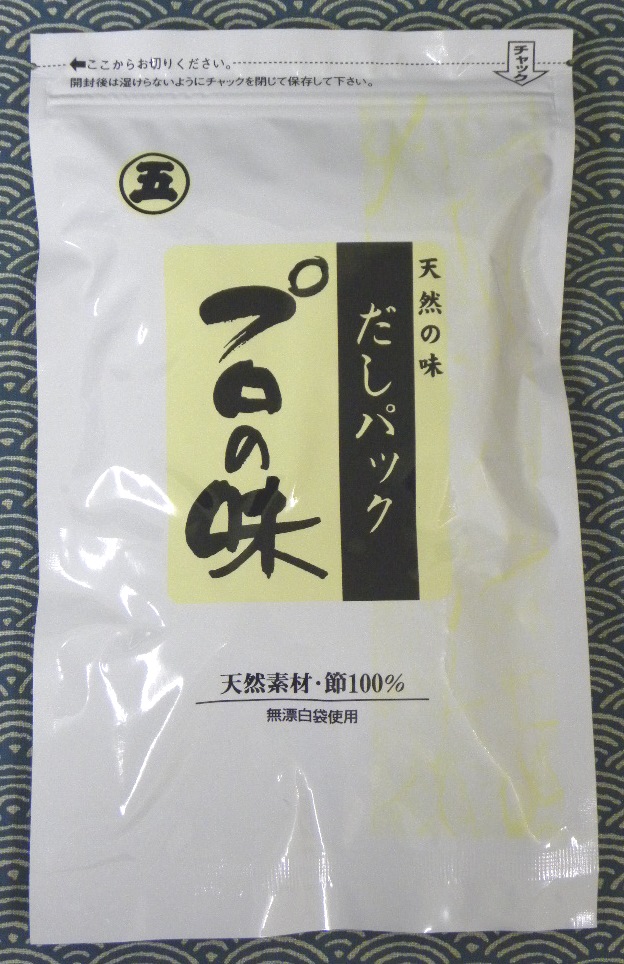 ←ここからお切りください。
開封後は湿けらないようにチャックを閉じて保存して下さい。
チャック
五
天然の味
だしパック
プロの味
天然素材・節100%
無漂白袋使用